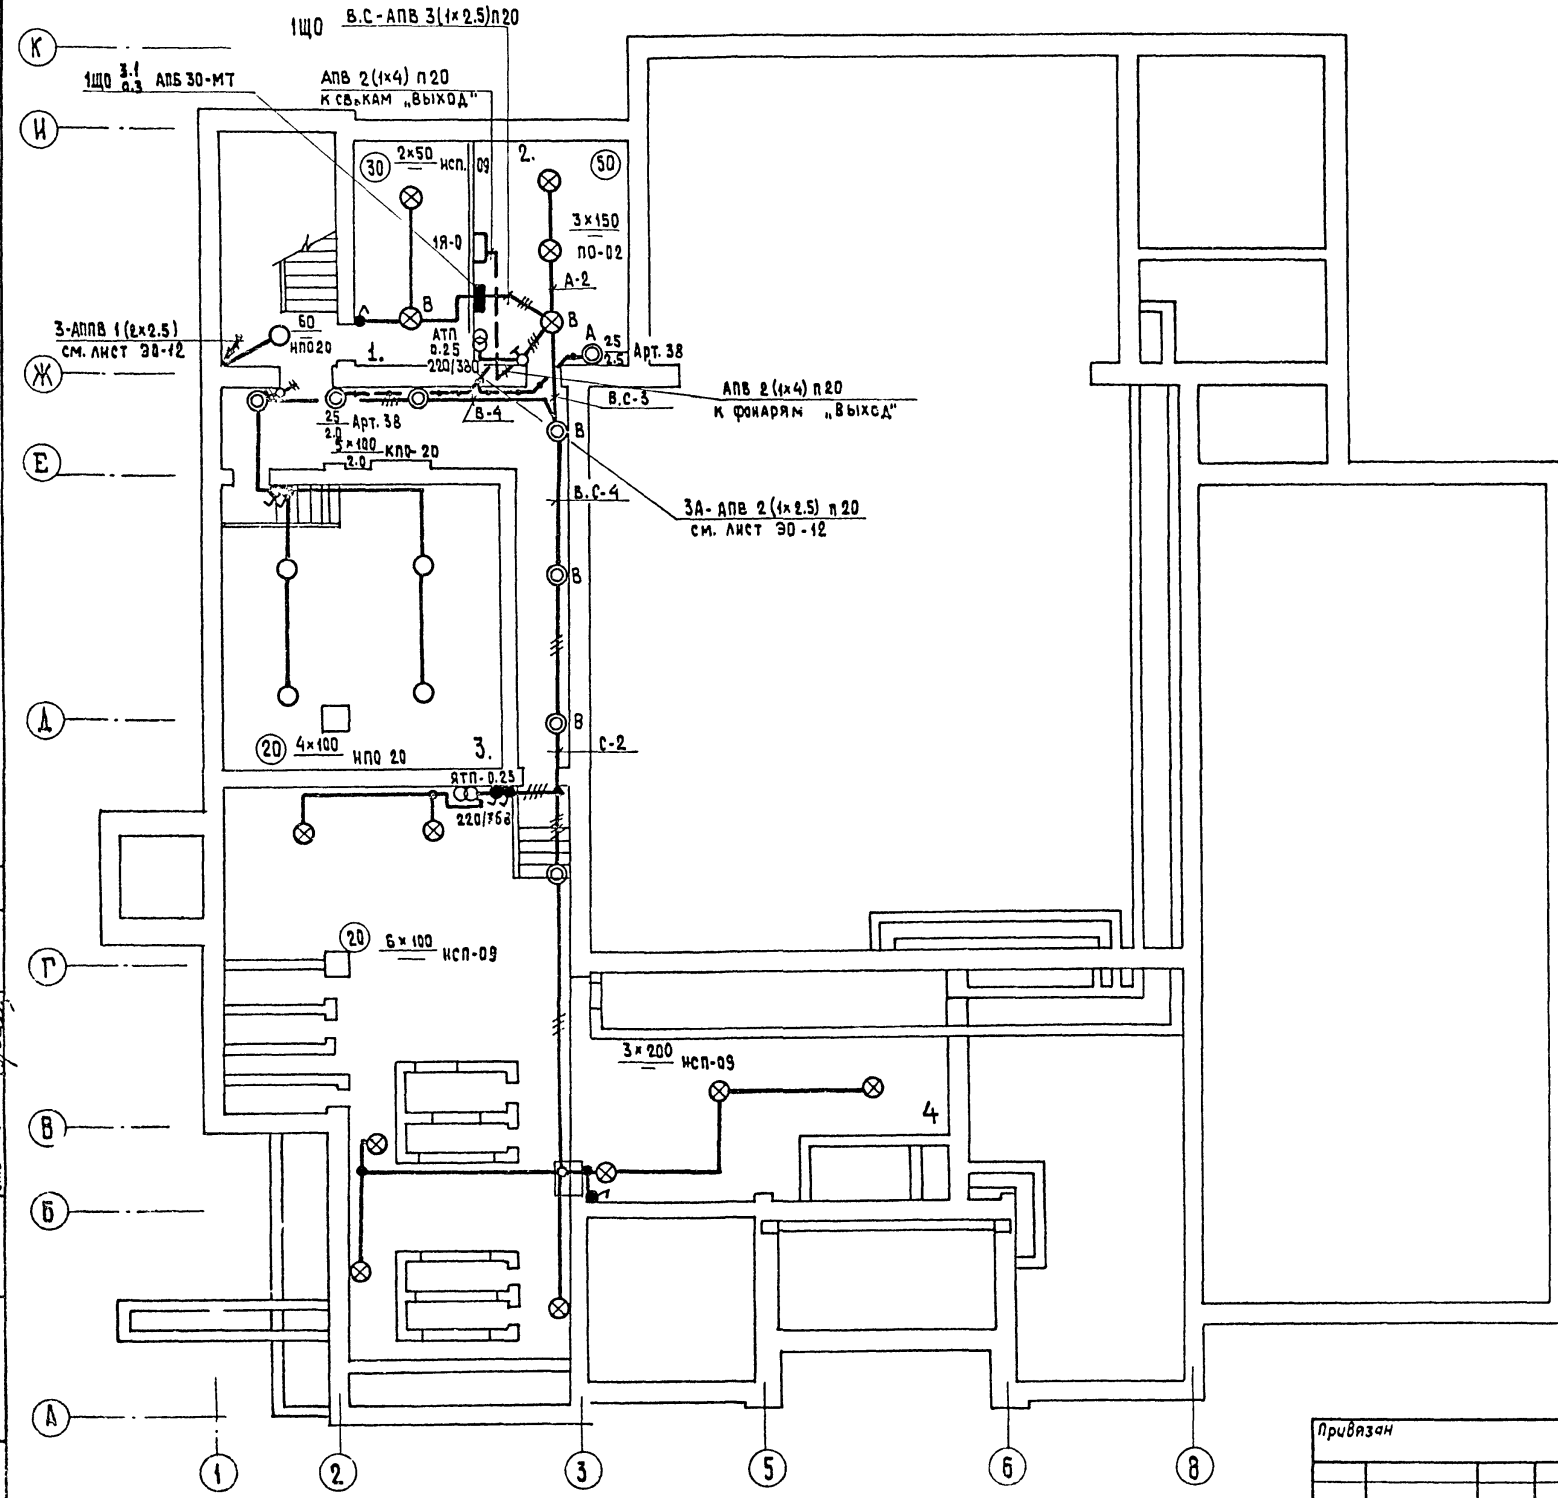 1ЩО
В.С-АПВ 3(1×2.5)п20
К
1ЩО 3.1/0.3 АПБ 30-МТ
АПВ 2(1×4) п20
К СВ.КАМ „ВЫХОД"
И
30
2×50 НСП. 09
2.
50
3×150
ПО-02
1Я-0
А-2
В
В
3-АППВ 1(2×2.5)
СМ. ЛИСТ ЭО-12
60
НПО20
1.
АТП
0.25
220/36
А
25/2.5 Арт. 38
Ж
АПВ 2(1×4) п20
К ФОНАРЯМ „ВЫХОД"
В.С-3
В-4
25/2.0 Арт. 38
В
5×100/2.0 КПО-20
Е
В.С-4
3А-АПВ 2(1×2.5) п20
СМ. ЛИСТ ЭО-12
В
Д
В
С-2
20
4×100 НПО 20
3.
ЯТП-0.25
220/36В
Г
20
6×100 НСП-09
3×200 НСП-09
4
В
Б
А
1
2
3
5
6
8
Привязан